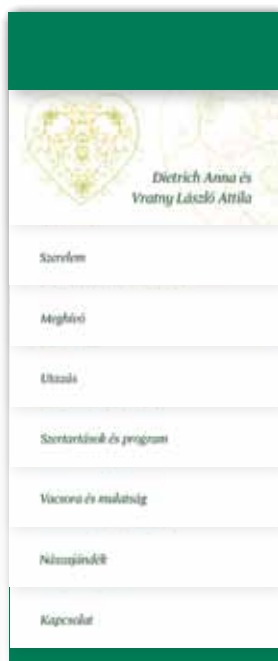 Dietrich Anna és
Vratny László Attila
Szerelem
Meghívó
Utazás
Szertartások és program
Vacsora és mulatság
Nászajándék
Kapcsolat